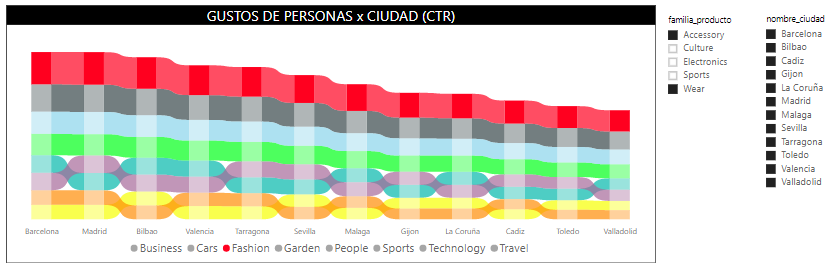 GUSTOS DE PERSONAS x CIUDAD (CTR)
Barcelona Madrid Bilbao Valencia Tarragona Sevilla Malaga Gijon La Coruña Cadiz Toledo Valladolid
Business Cars Fashion Garden People Sports Technology Travel
familia_producto
Accessory
Culture
Electronics
Sports
Wear
nombre_ciudad
Barcelona
Bilbao
Cadiz
Gijon
La Coruña
Madrid
Malaga
Sevilla
Tarragona
Toledo
Valencia
Valladolid